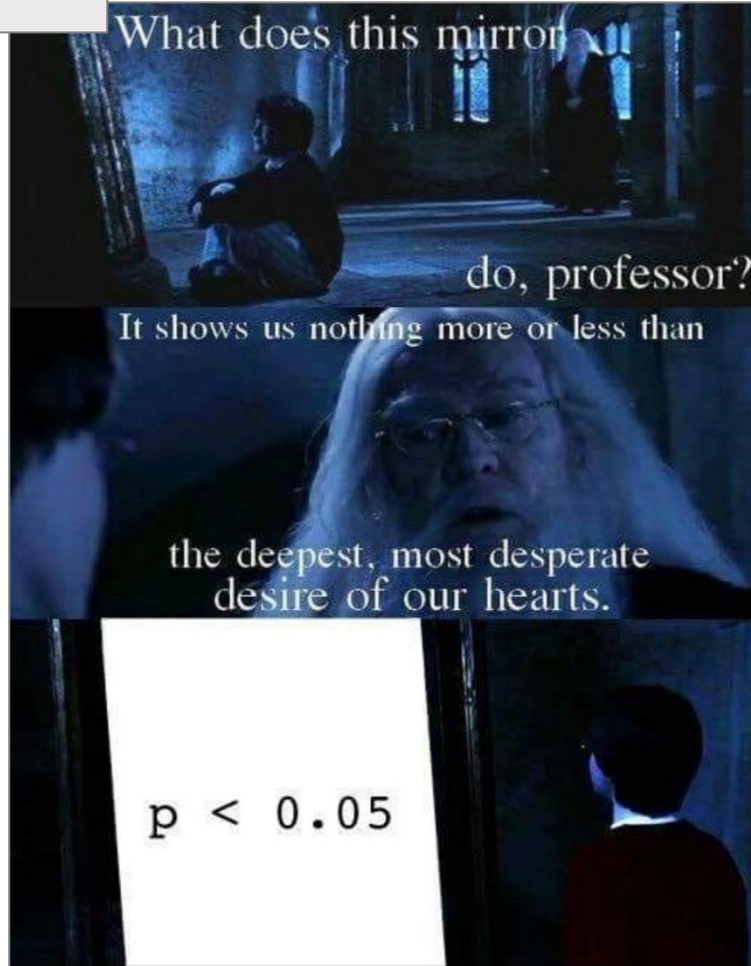 What does this mirror
do, professor?
It shows us nothing more or less than
the deepest, most desperate
desire of our hearts.
p < 0.05